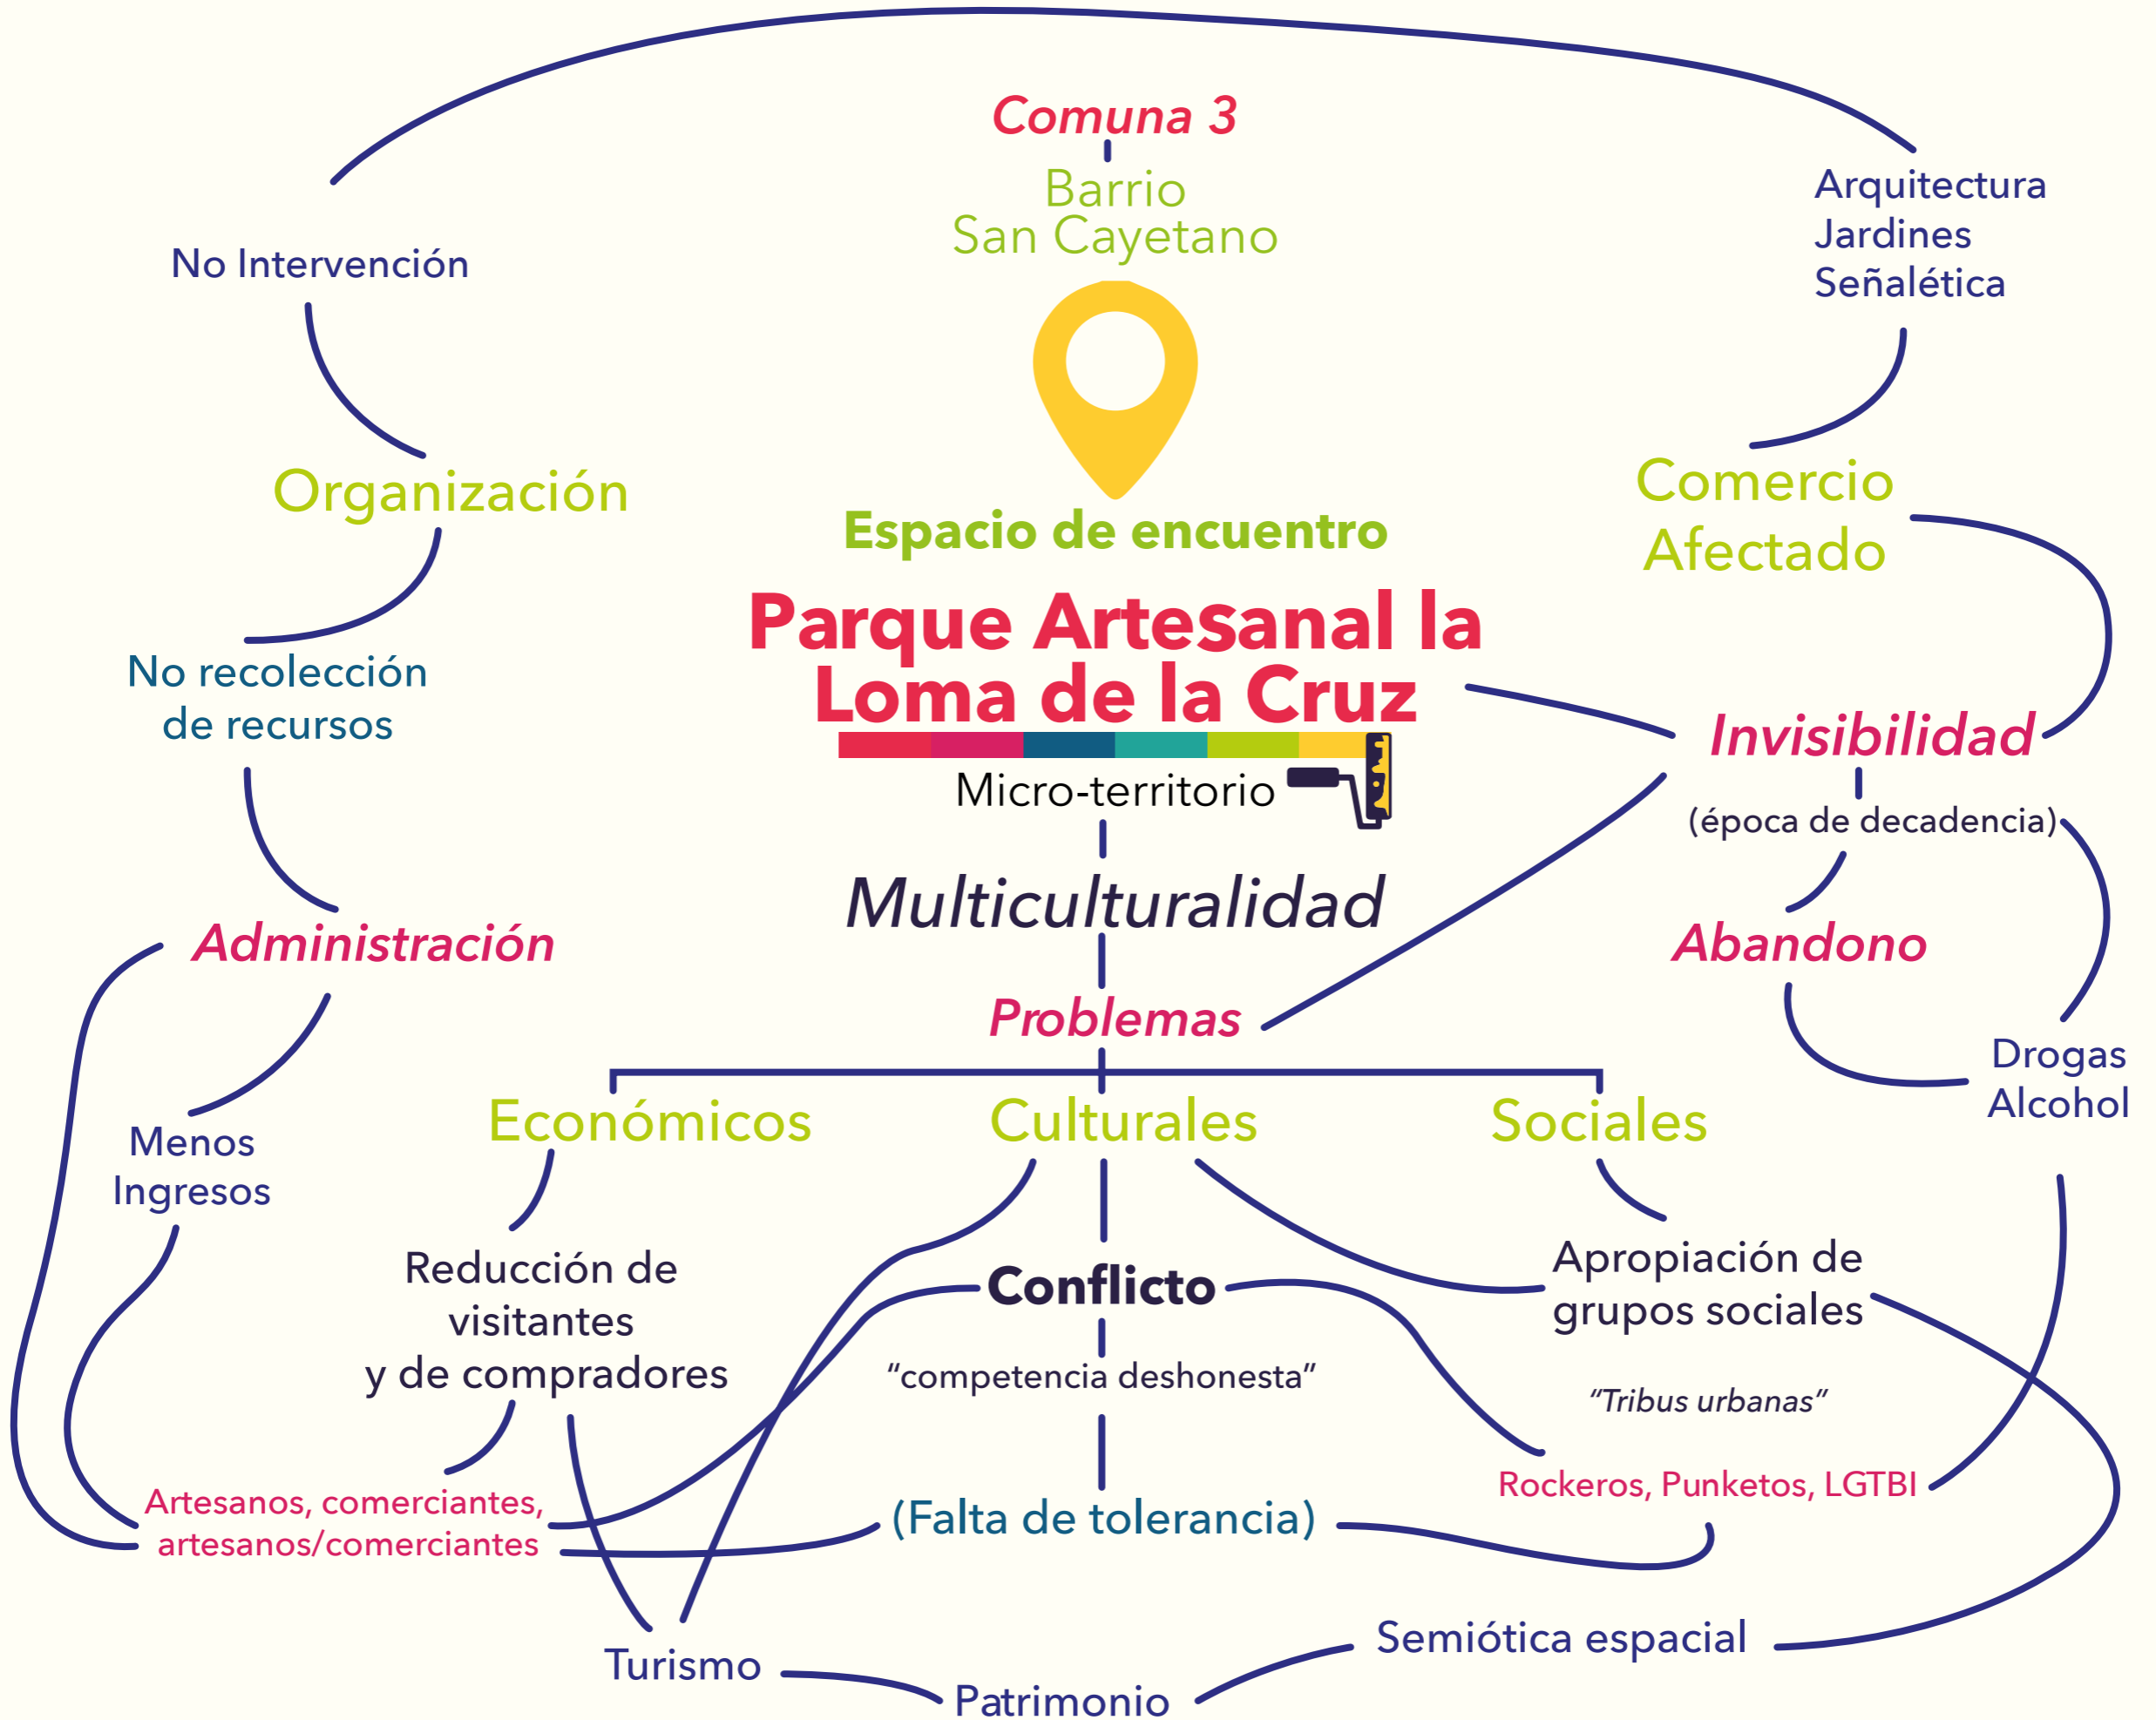 Comuna 3
Barrio
San Cayetano
No Intervención
Arquitectura
Jardines
Señalética
Organización
Comercio
Afectado
Espacio de encuentro
Parque Artesanal la
Loma de la Cruz
No recolección
de recursos
Micro-territorio
Invisibilidad
(época de decadencia)
Multiculturalidad
Administración
Abandono
Problemas
Drogas
Alcohol
Económicos
Culturales
Sociales
Menos
Ingresos
Reducción de
visitantes
y de compradores
Conflicto
"competencia deshonesta"
Apropiación de
grupos sociales
"Tribus urbanas"
Rockeros, Punketos, LGTBI
Artesanos, comerciantes,
artesanos/comerciantes
(Falta de tolerancia)
Turismo
Patrimonio
Semiótica espacial